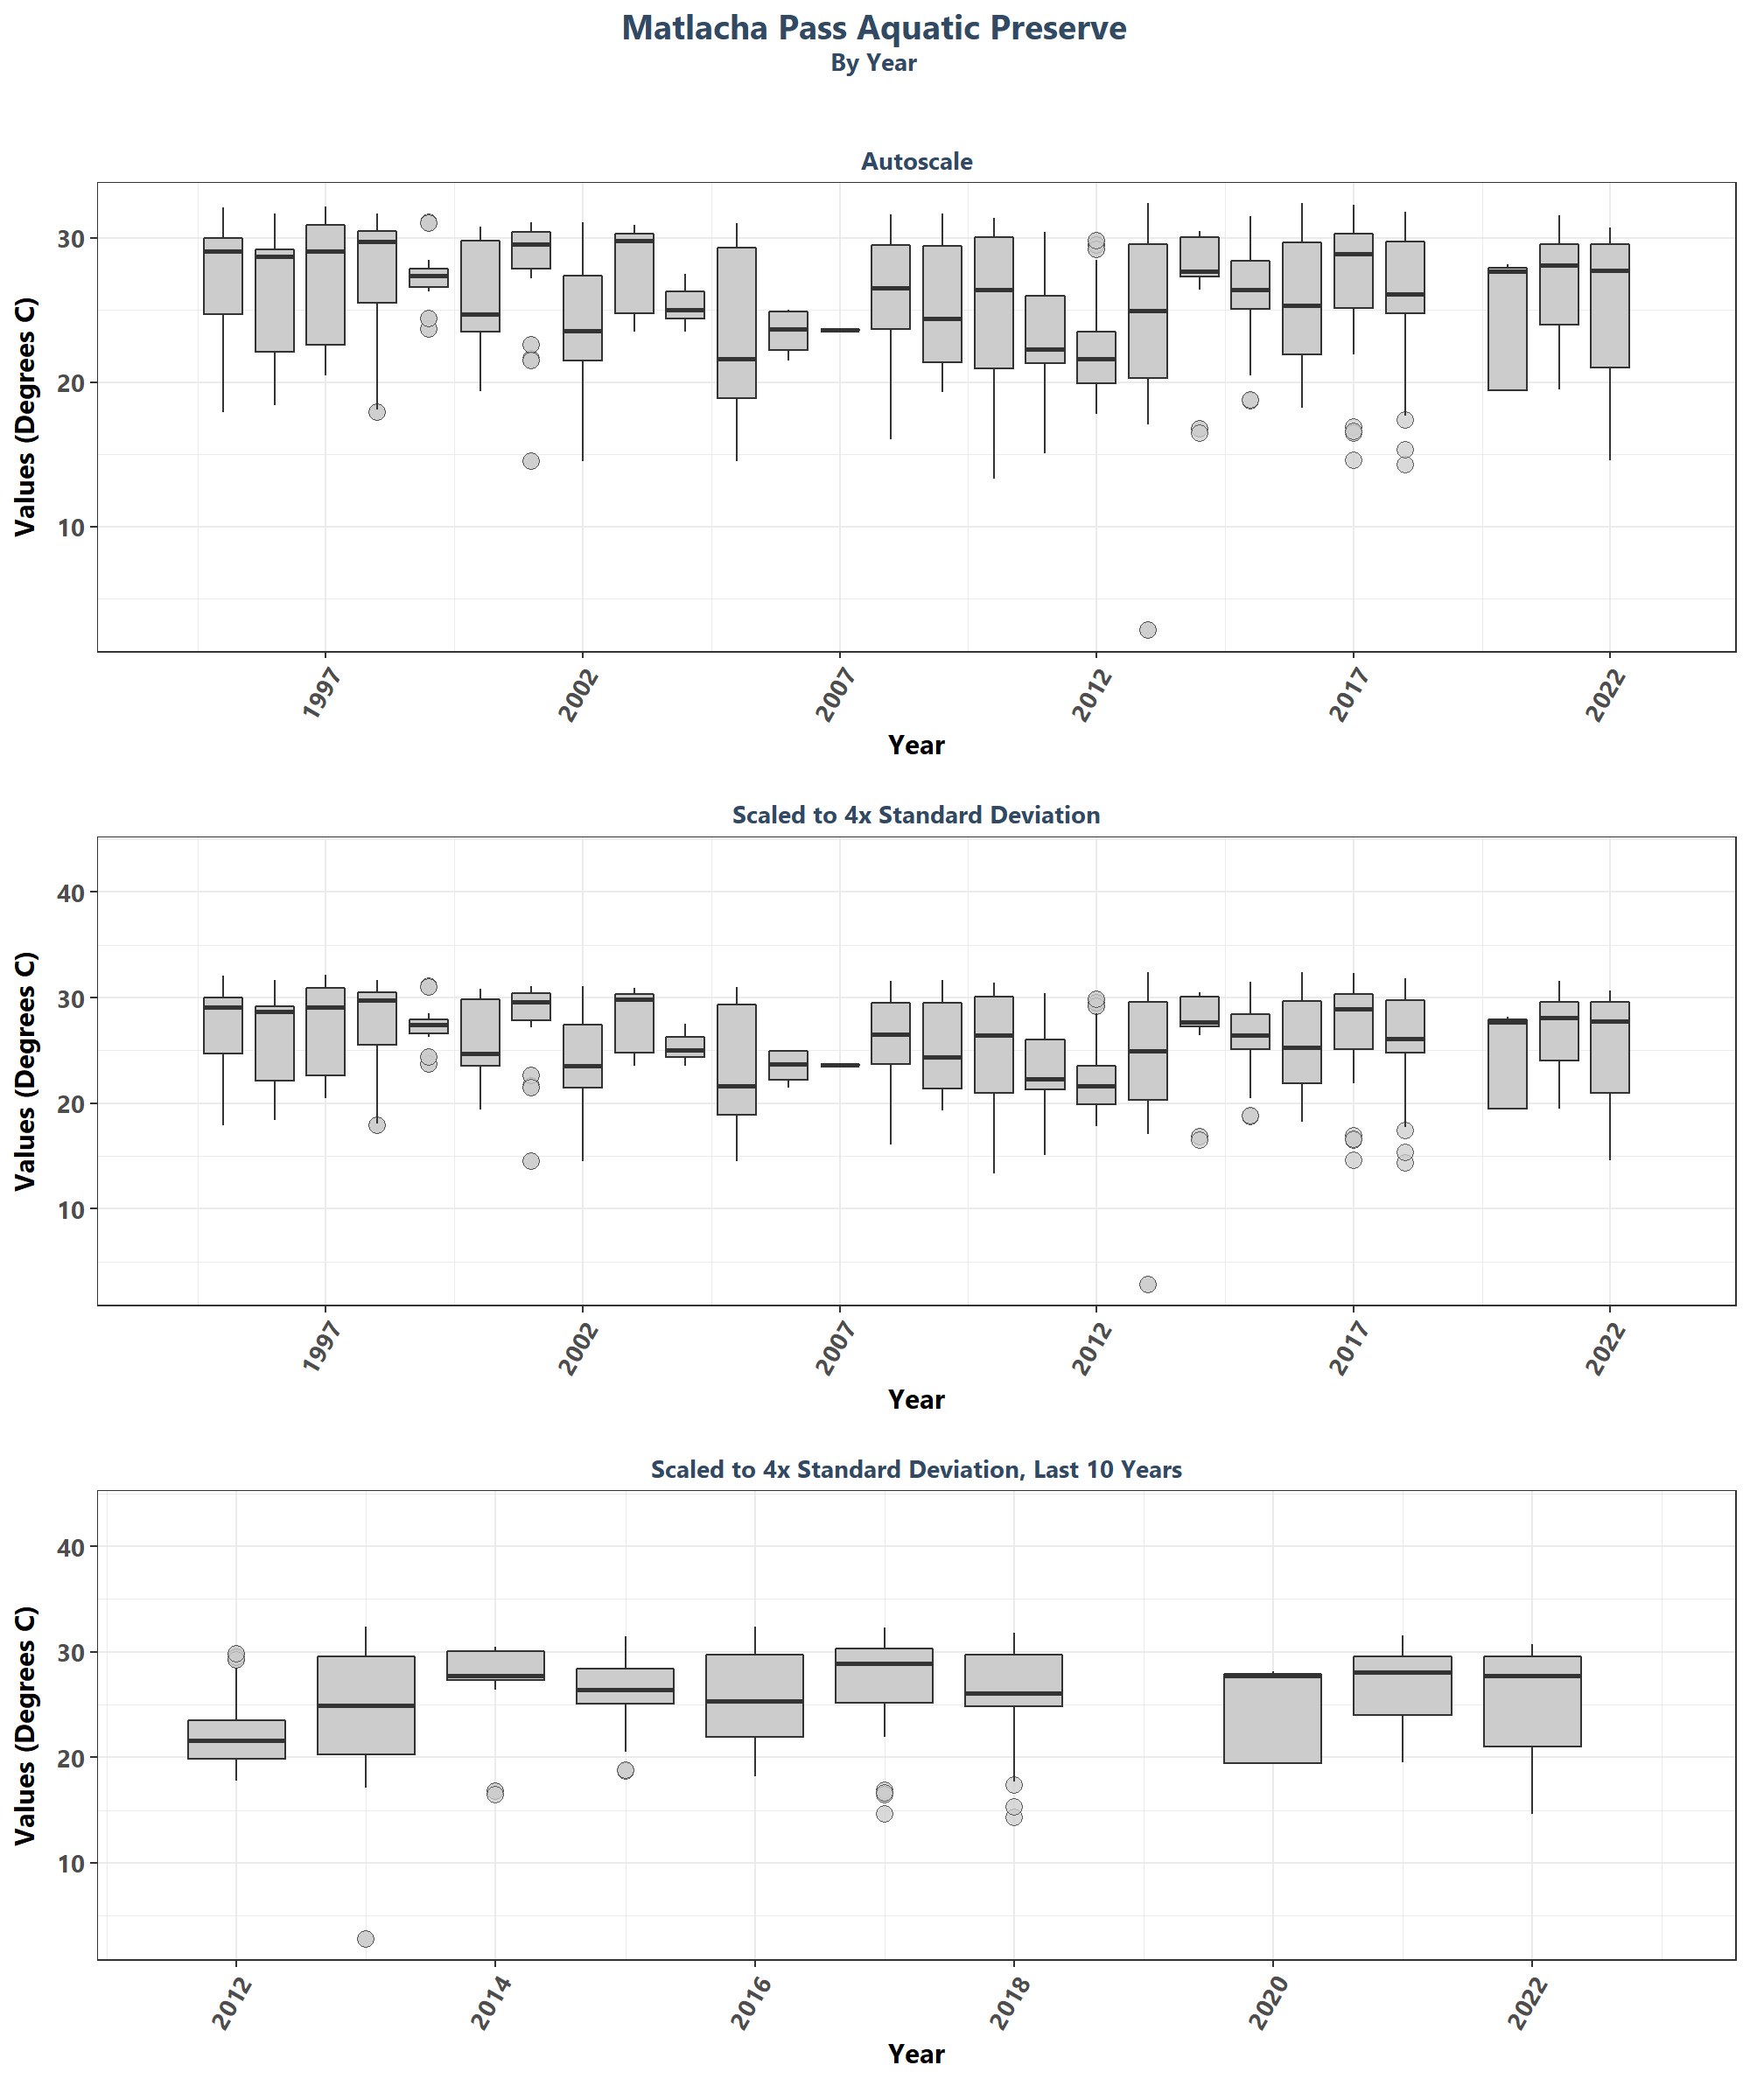 Matlacha Pass Aquatic Preserve
By Year
Autoscale
Values (Degrees C)
30
20
10
1997
2002
2007
2012
2017
2022
Year
Scaled to 4x Standard Deviation
Values (Degrees C)
40
30
20
10
1997
2002
2007
2012
2017
2022
Year
Scaled to 4x Standard Deviation, Last 10 Years
Values (Degrees C)
40
30
20
10
2012
2014
2016
2018
2020
2022
Year